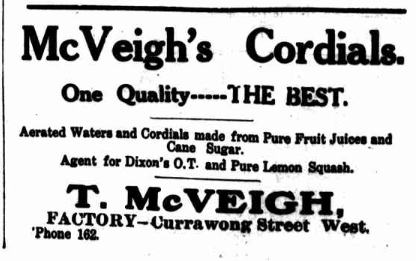 McVeigh's Cordials.
One Quality-----THE BEST.
Aerated Waters and Cordials made from Pure Fruit Juices and
Cane Sugar.
Agent for Dixon's O.T. and Pure Lemon Squash.
T. McVEIGH,
FACTORY—Currawong Street West.
'Phone 162.